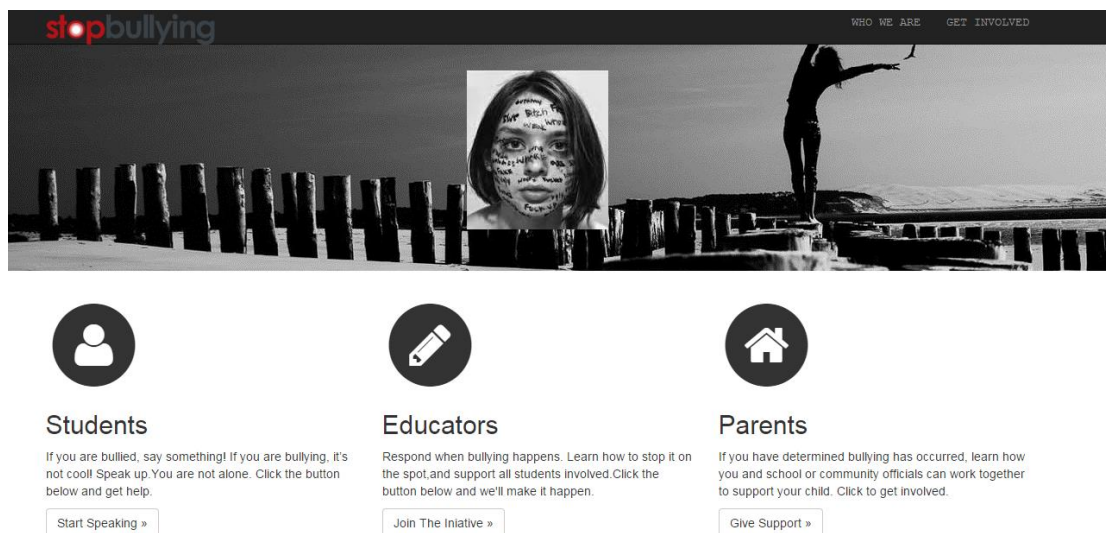 stopbullying
WHO WE ARE GET INVOLVED
Bitch
WEAK
WHORE
FUCK UP
Students
If you are bullied, say something! If you are bullying, it's
not cool! Speak up.You are not alone. Click the button
below and get help.
Start Speaking »
Educators
Respond when bullying happens. Learn how to stop it on
the spot,and support all students involved.Click the
button below and we'll make it happen.
Join The Iniative »
Parents
If you have determined bullying has occurred, learn how
you and school or community officials can work together
to support your child. Click to get involved.
Give Support »